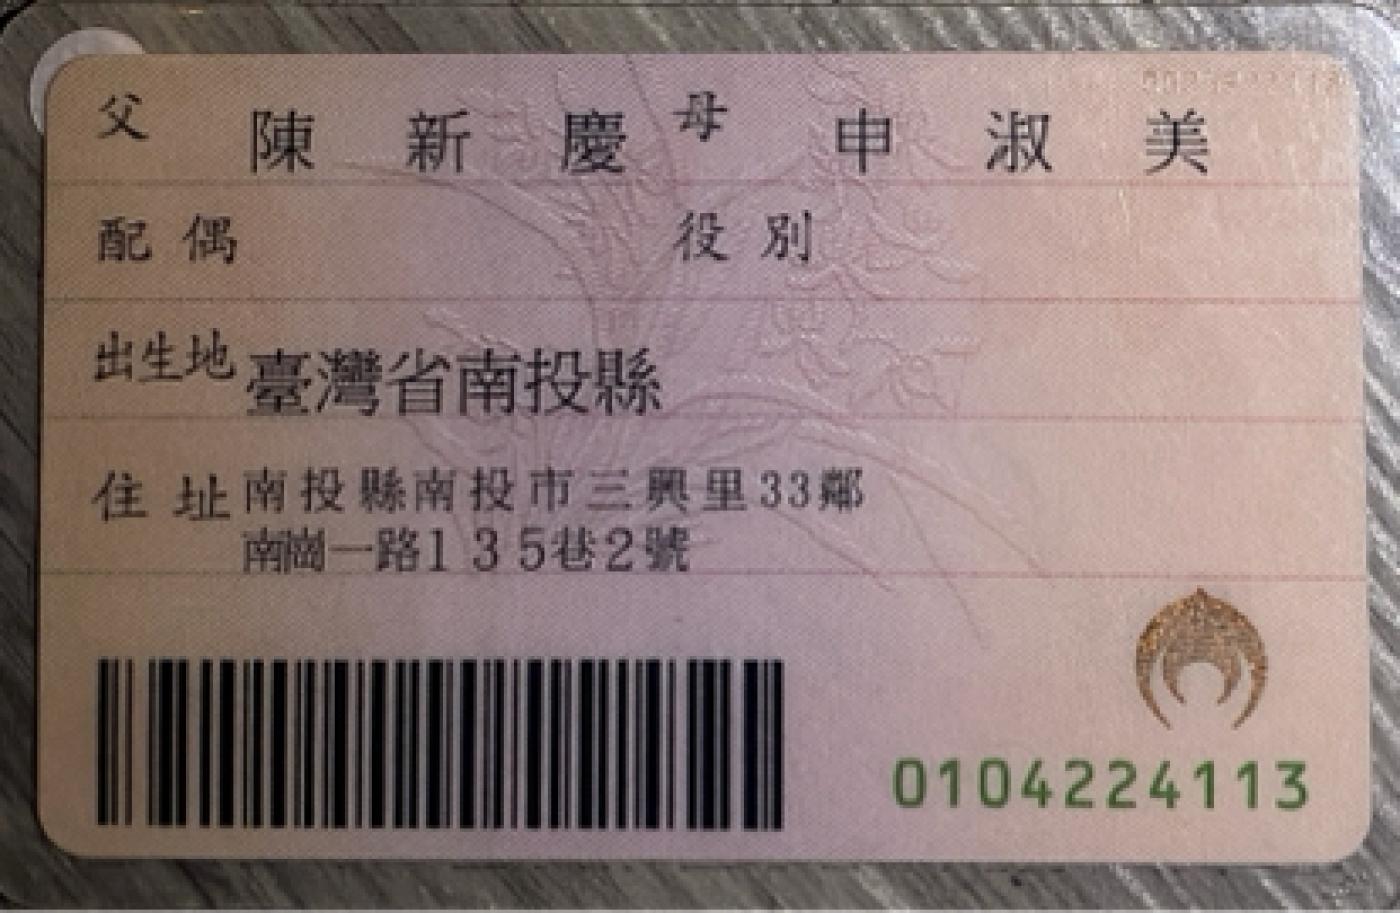 父 陳新慶 母 申淑美
配偶 役別
出生地 臺灣省南投縣
住址 南投縣南投市三興里33鄰
南崗一路135巷2號
0104224113